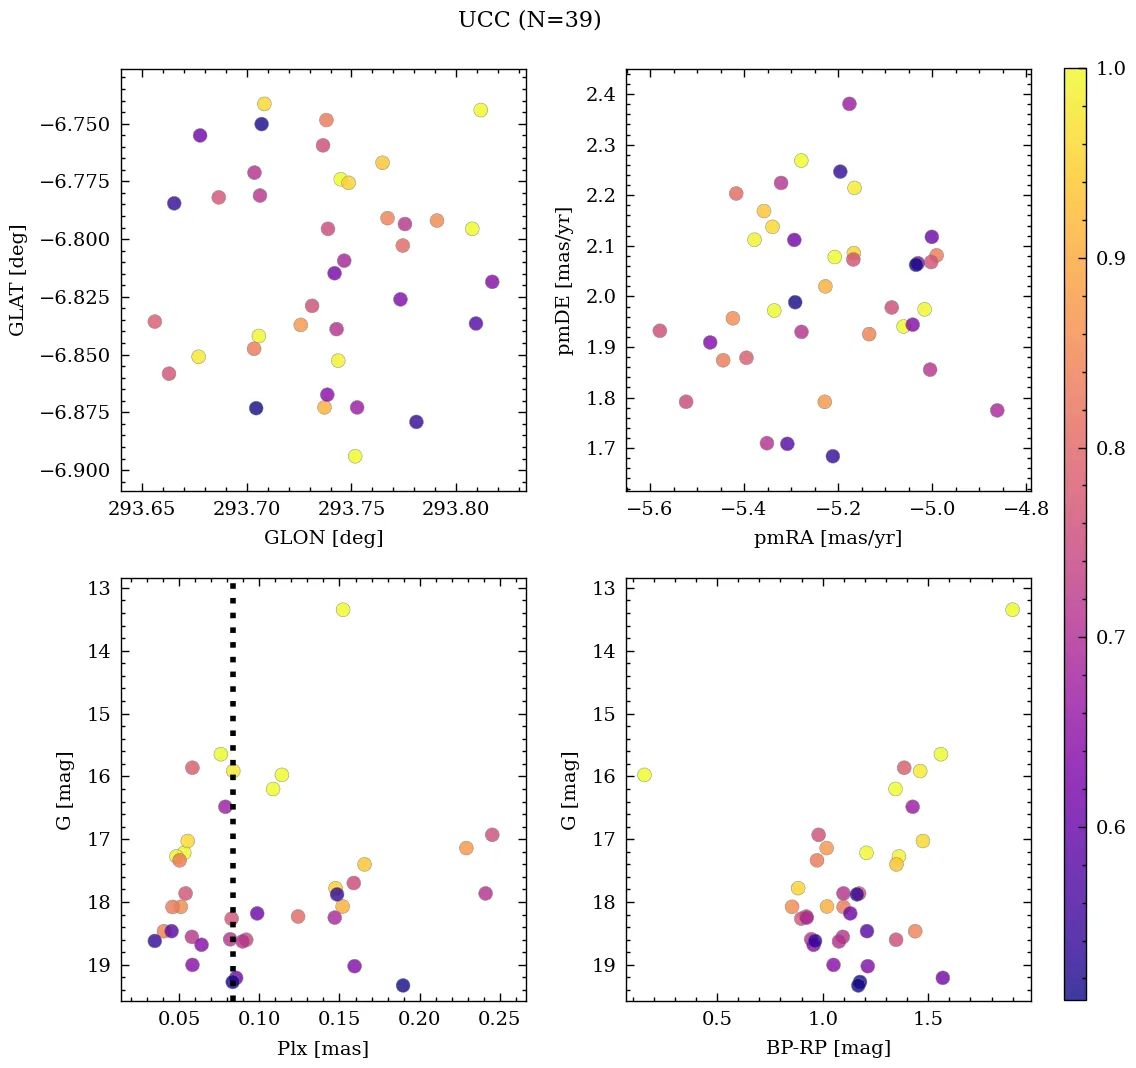 UCC (N=39)
−6.750
−6.775
−6.800
−6.825
−6.850
−6.875
−6.900
GLAT [deg]
293.65 293.70 293.75 293.80
GLON [deg]
2.4
2.3
2.2
2.1
2.0
1.9
1.8
1.7
pmDE [mas/yr]
−5.6 −5.4 −5.2 −5.0 −4.8
pmRA [mas/yr]
13
14
15
16
17
18
19
G [mag]
0.05 0.10 0.15 0.20 0.25
Plx [mas]
13
14
15
16
17
18
19
G [mag]
0.5 1.0 1.5
BP-RP [mag]
1.0
0.9
0.8
0.7
0.6